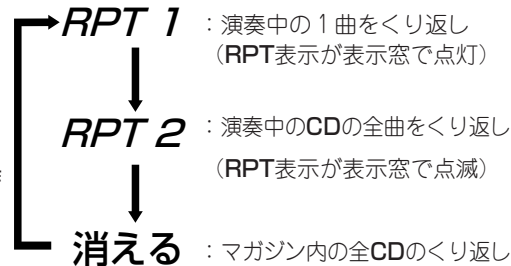 RPT 1 ：演奏中の1曲をくり返し
（RPT表示が表示窓で点灯）
RPT 2 ：演奏中のCDの全曲をくり返し
（RPT表示が表示窓で点滅）
消える ：マガジン内の全CDのくり返し